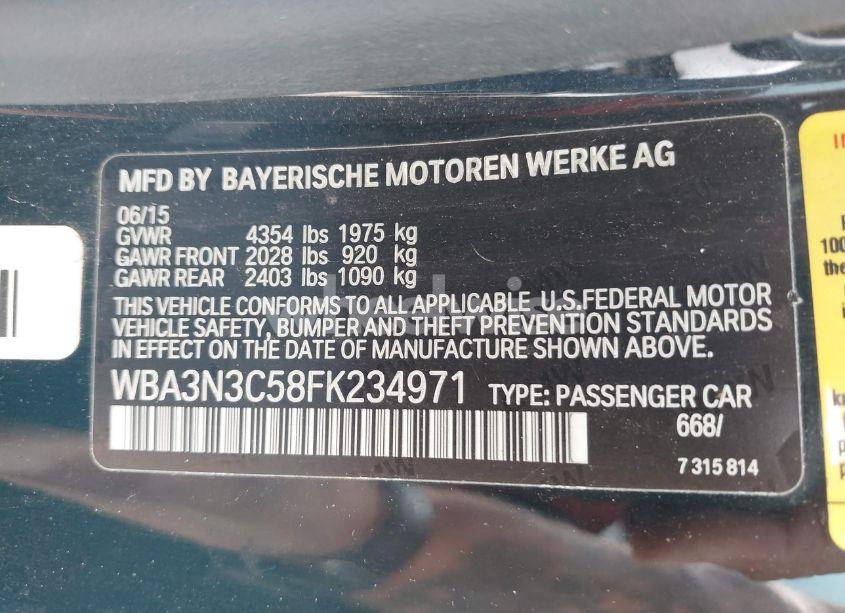 MFD BY BAYERISCHE MOTOREN WERKE AG
06/15
GVWR 4354 lbs 1975 kg
GAWR FRONT 2028 lbs 920 kg
GAWR REAR 2403 lbs 1090 kg
THIS VEHICLE CONFORMS TO ALL APPLICABLE U.S.FEDERAL MOTOR
VEHICLE SAFETY, BUMPER AND THEFT PREVENTION STANDARDS
IN EFFECT ON THE DATE OF MANUFACTURE SHOWN ABOVE.
WBA3N3C58FK234971 TYPE: PASSENGER CAR
668/
7 315 814
100
the